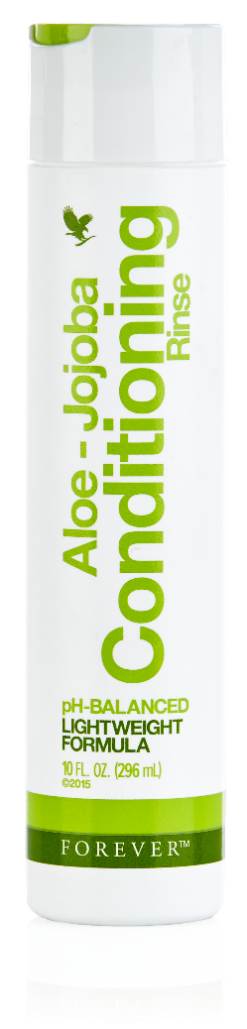 Aloe - Jojoba
Conditioning
Rinse
pH-BALANCED
LIGHTWEIGHT
FORMULA
10 FL. OZ. (296 mL)
©2015
FOREVER™